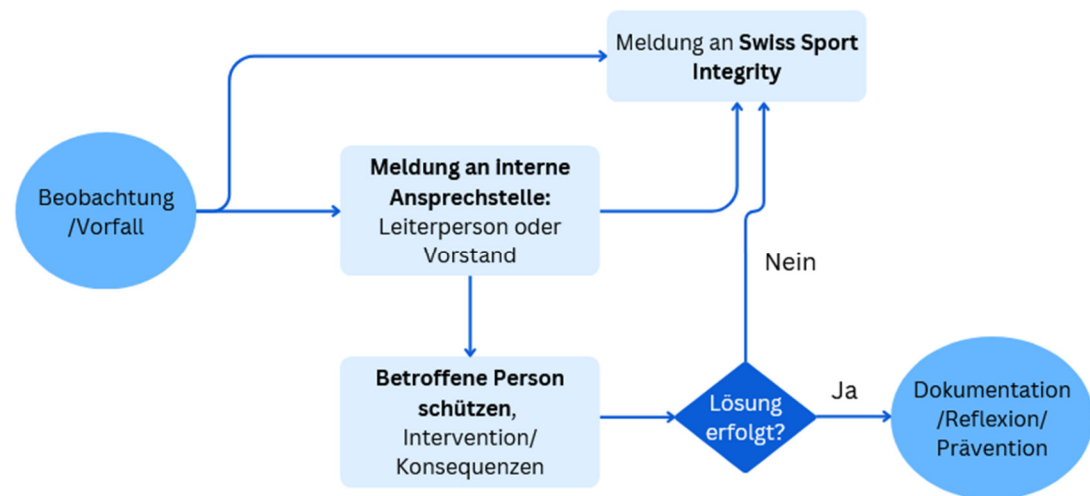 Meldung an Swiss Sport
Integrity
Beobachtung
/Vorfall
Meldung an interne
Ansprechstelle:
Leiterperson oder
Vorstand
Nein
Betroffene Person
schützen,
Intervention/
Konsequenzen
Lösung
erfolgt?
Ja
Dokumentation
/Reflexion/
Prävention